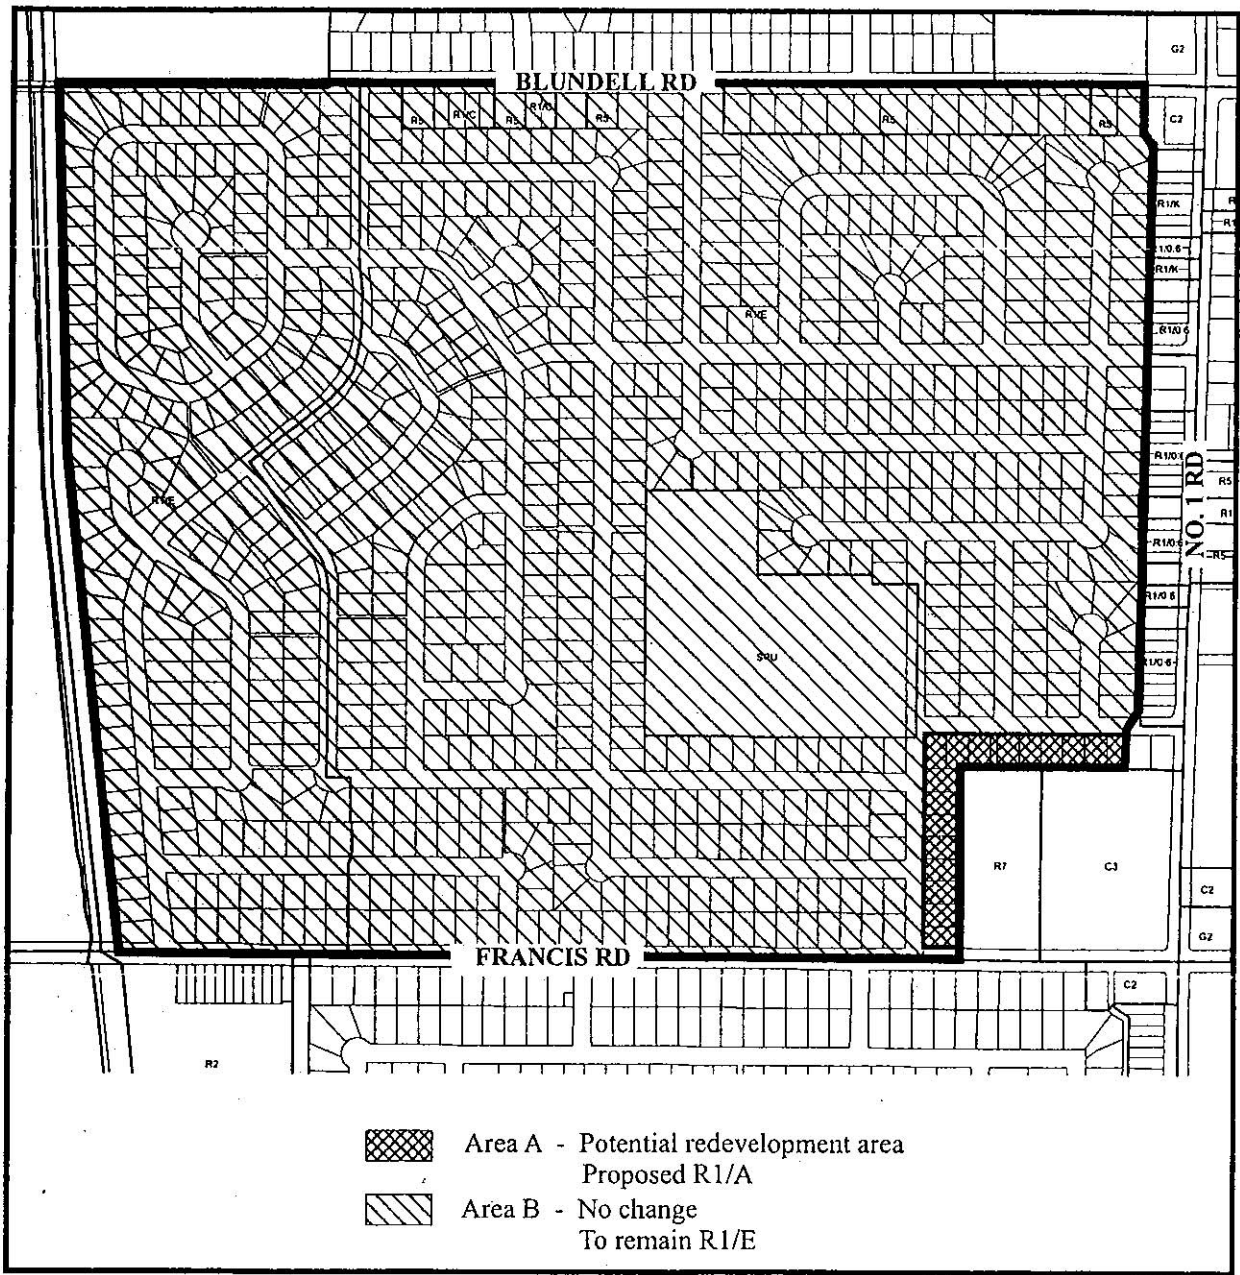 G2
BLUNDELL RD
R5
R1/C
R5
R1/C
R5
R5
R5
C2
R1/K
R1/0.6
R1/K
R1/E
R1/0.6
R1/0.6
R5
R1/E
NO. 1 RD
R1/0.6
R5
R1/0.6
SPU
R1/0.6
R7
C3
C2
G2
FRANCIS RD
C2
R2
Area A - Potential redevelopment area
Proposed R1/A
Area B - No change
To remain R1/E